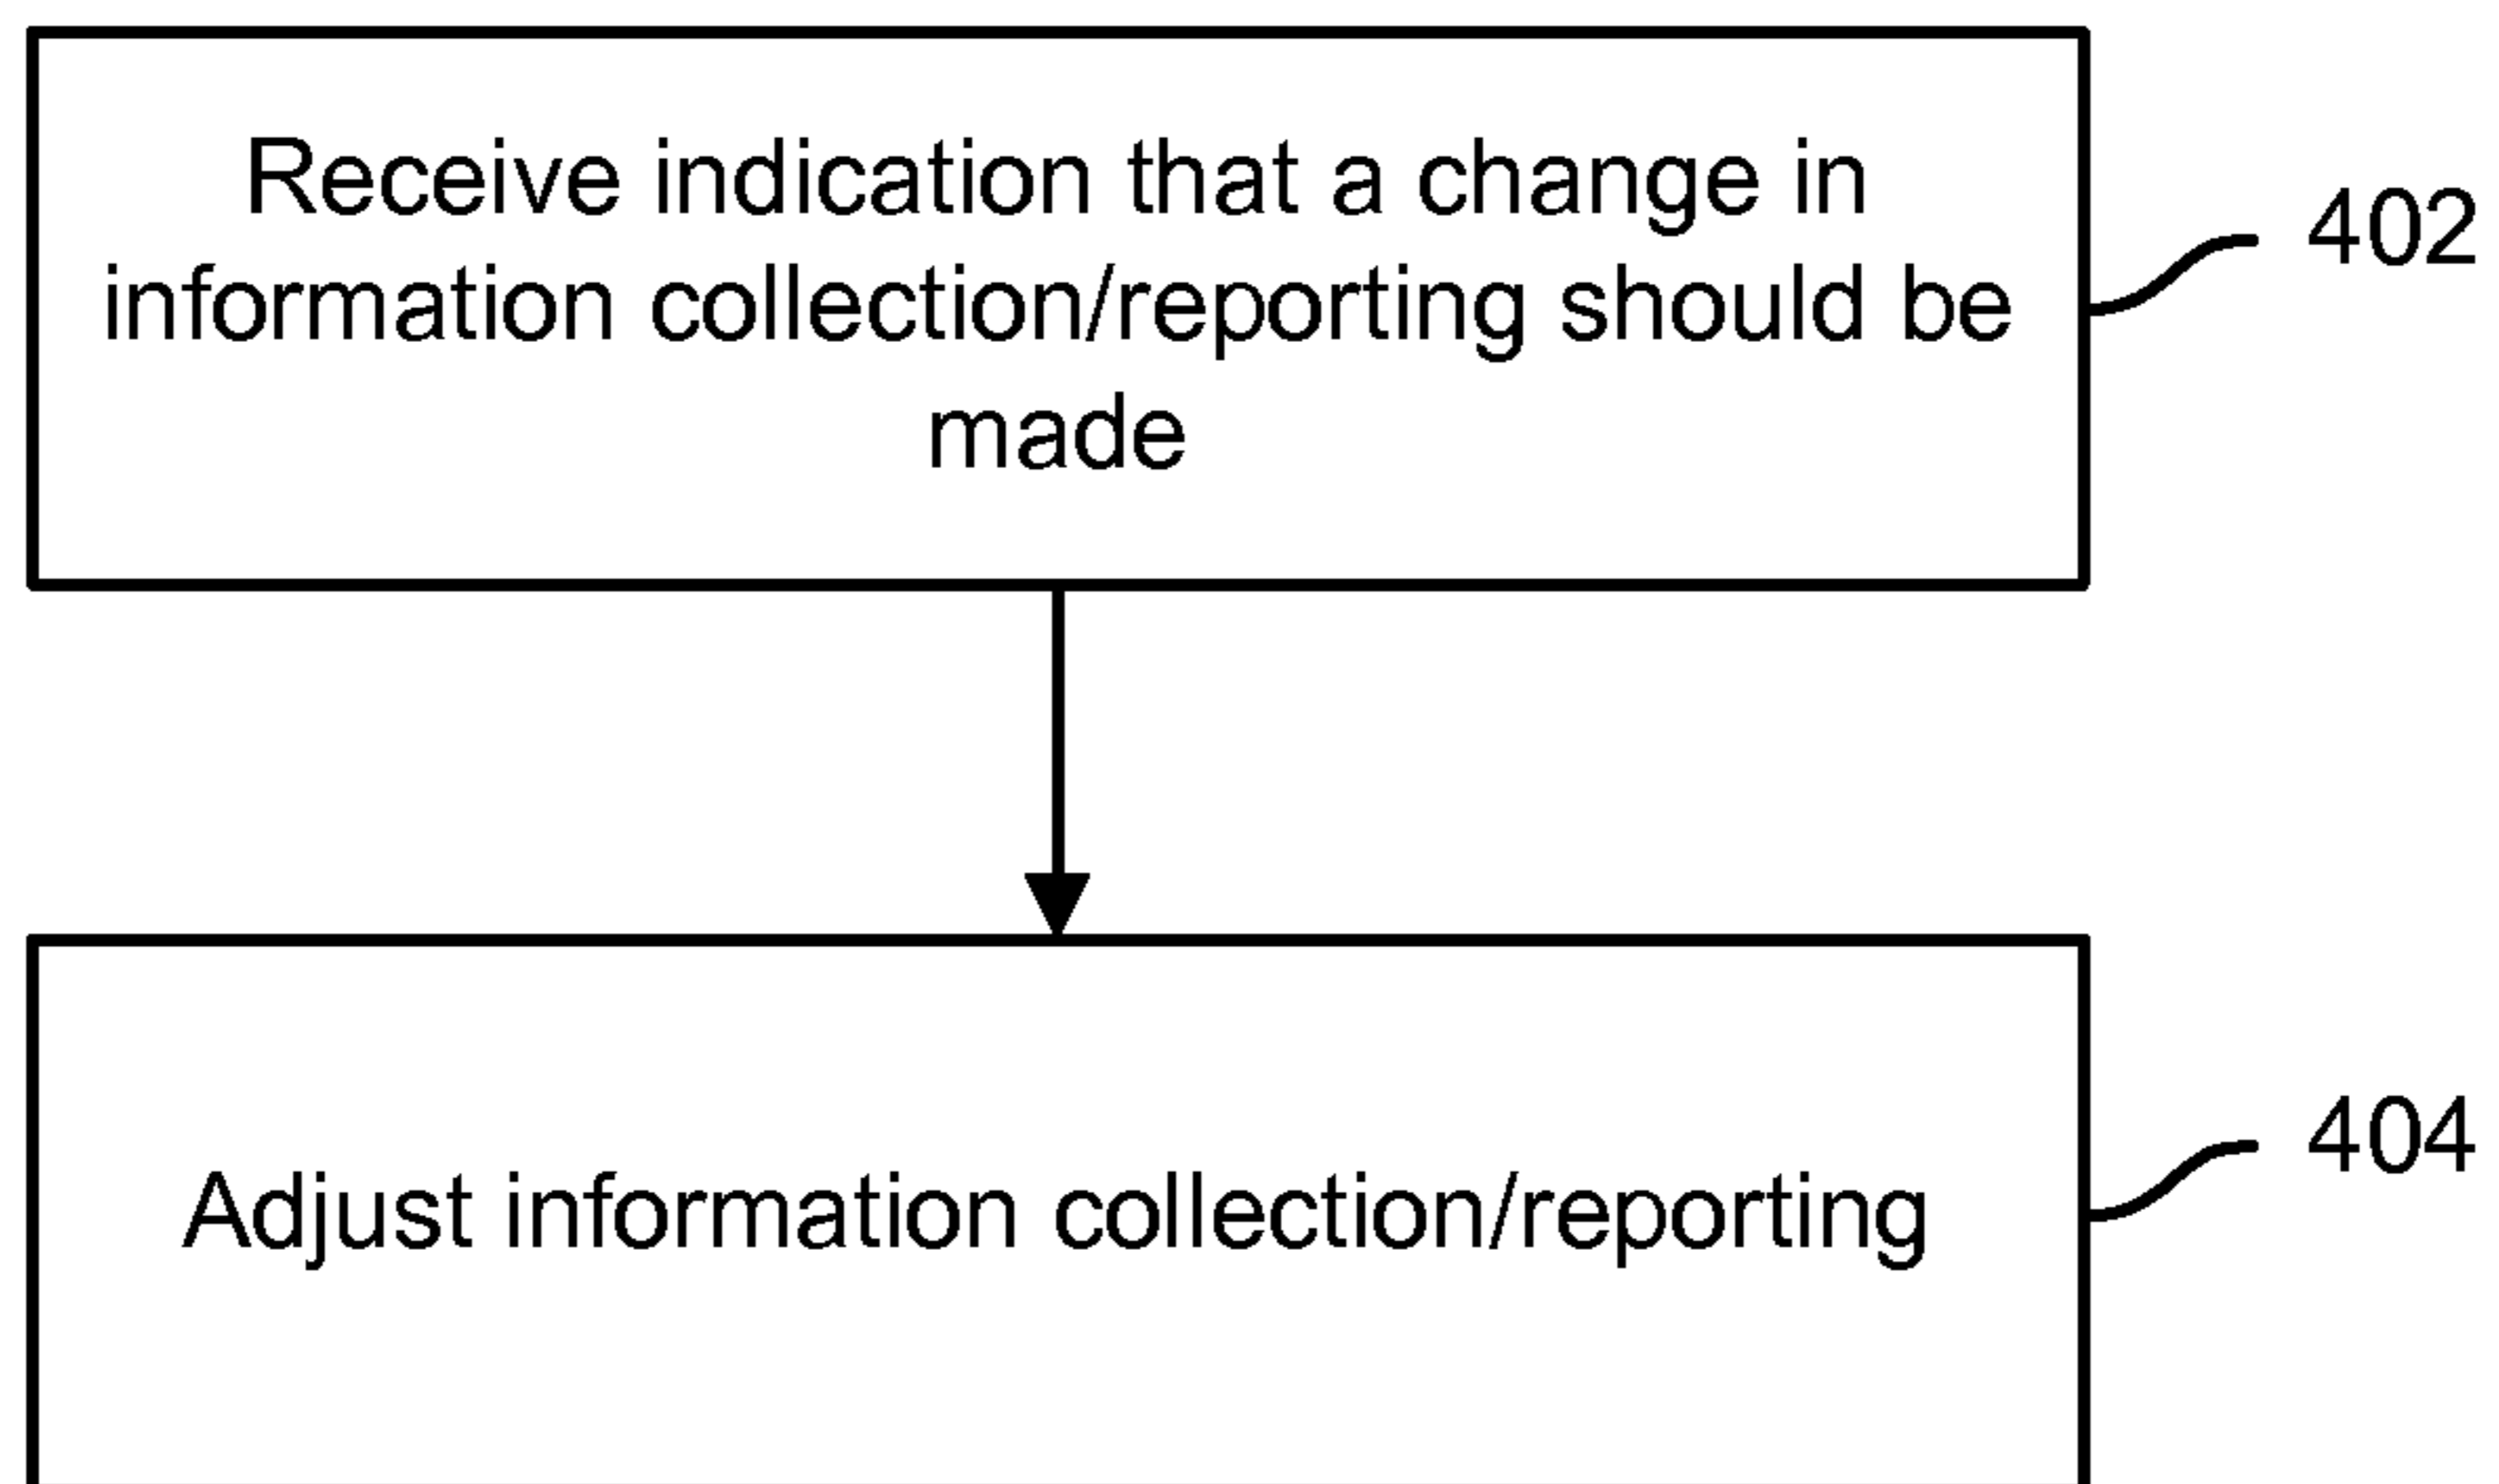 Receive indication that a change in
information collection/reporting should be
made
402
Adjust information collection/reporting
404